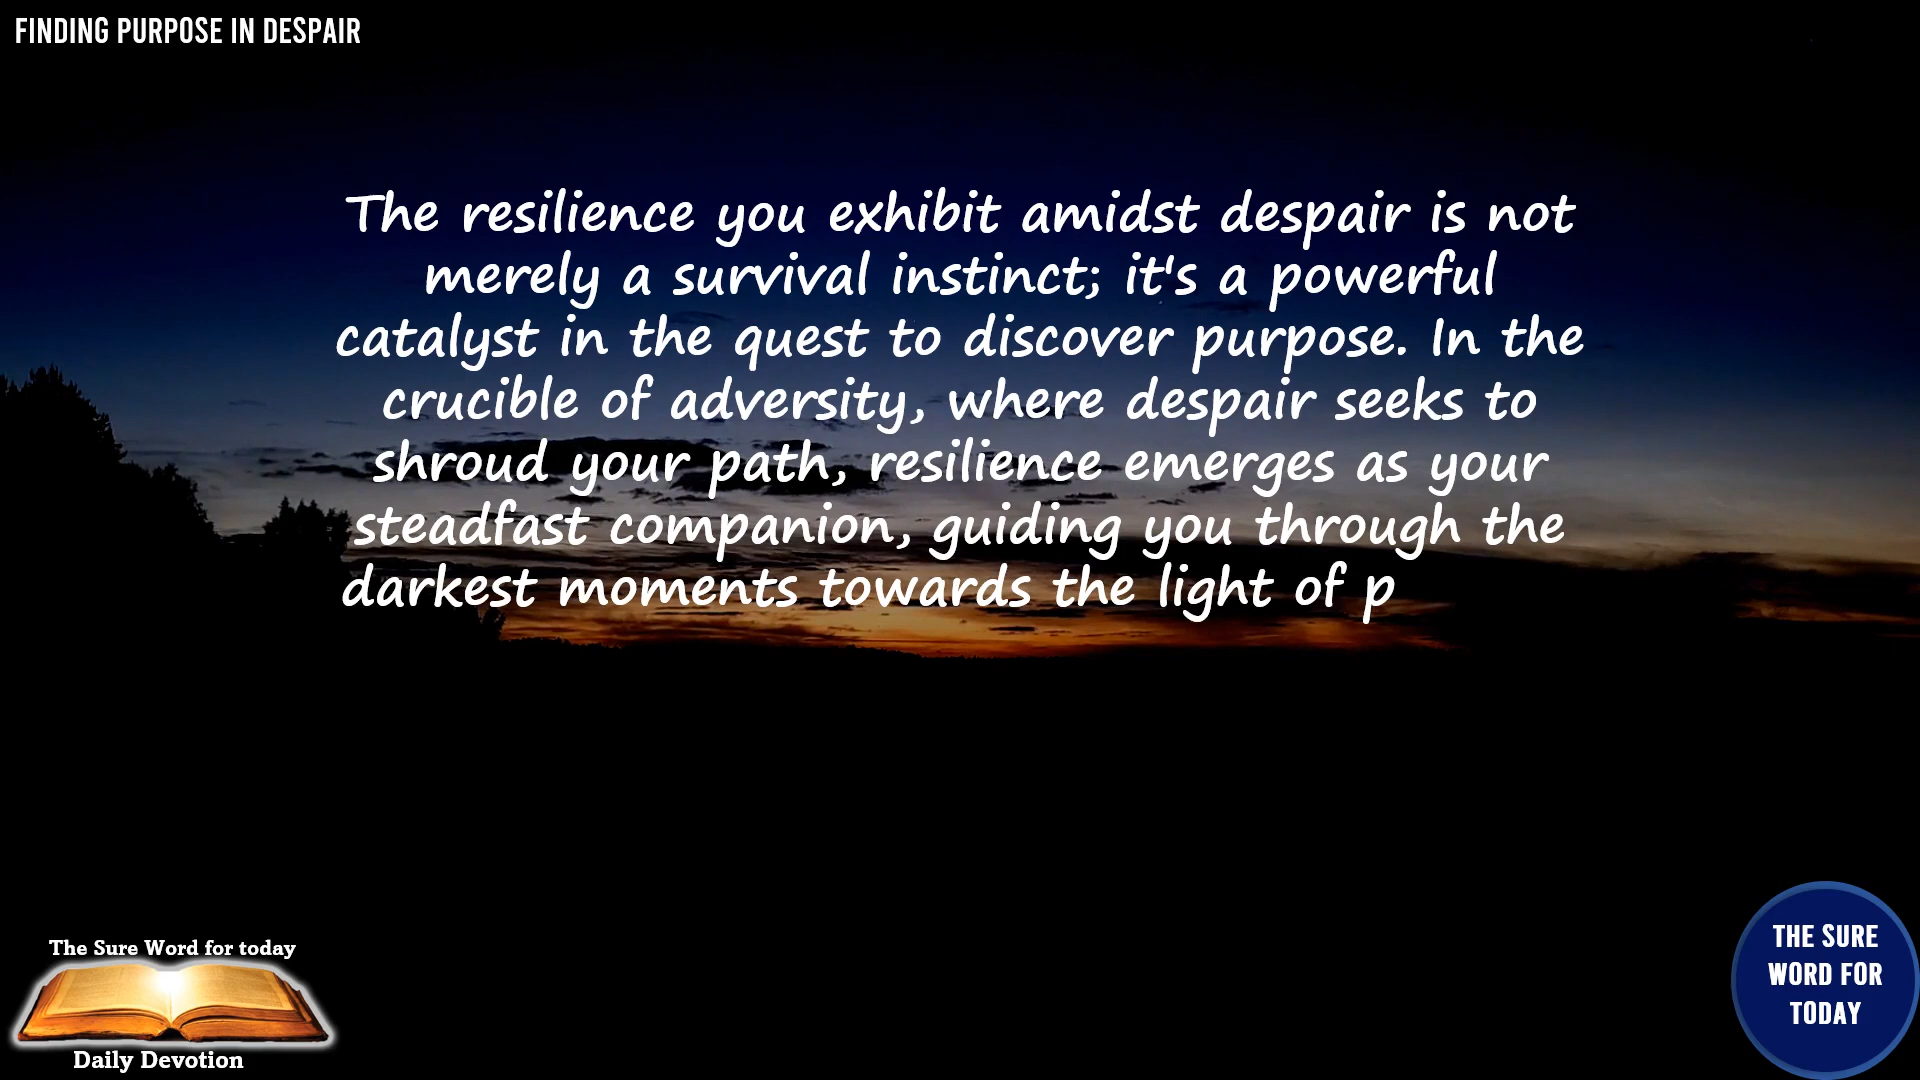 FINDING PURPOSE IN DESPAIR
The resilience you exhibit amidst despair is not
merely a survival instinct; it's a powerful
catalyst in the quest to discover purpose. In the
crucible of adversity, where despair seeks to
shroud your path, resilience emerges as your
steadfast companion, guiding you through the
darkest moments towards the light of p
The Sure Word for today
Daily Devotion
THE SURE
WORD FOR
TODAY